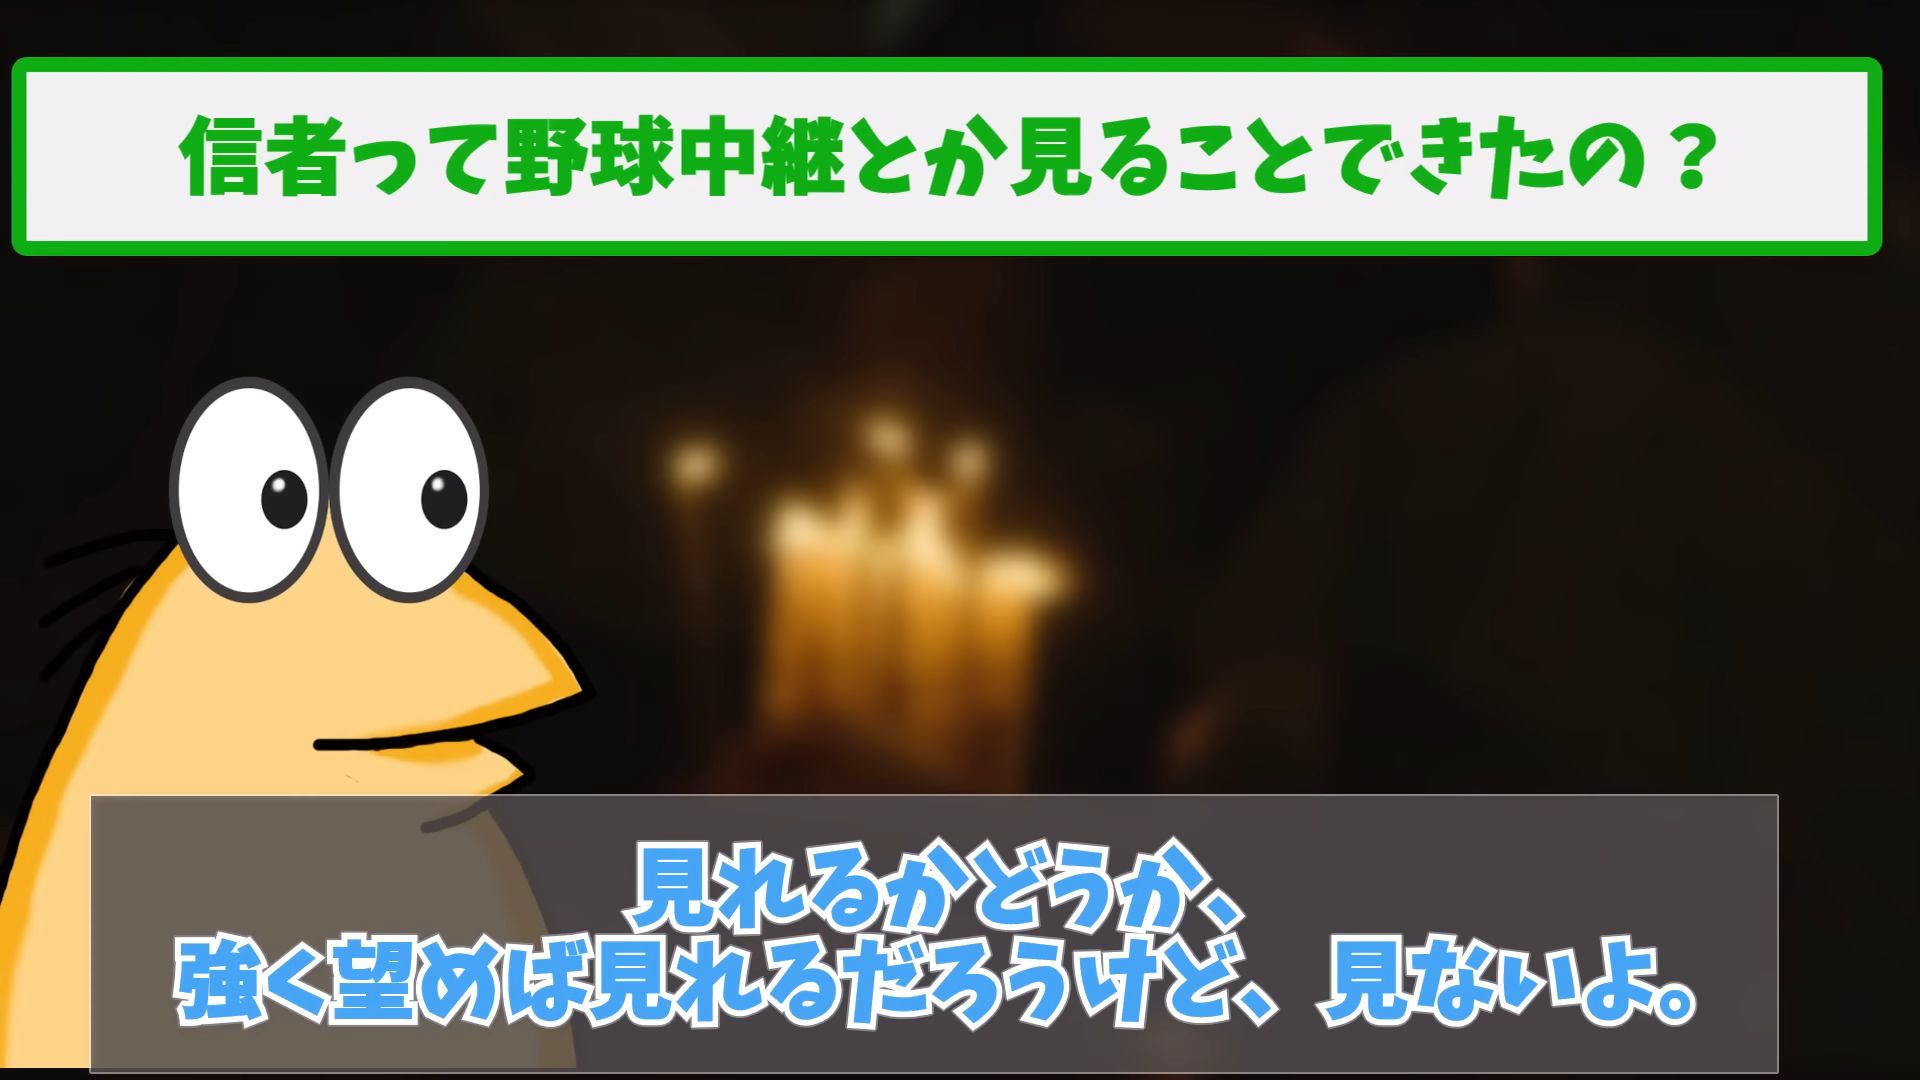 信者って野球中継とか見ることできたの？
見れるかどうか、
強く望めば見れるだろうけど、見ないよ。